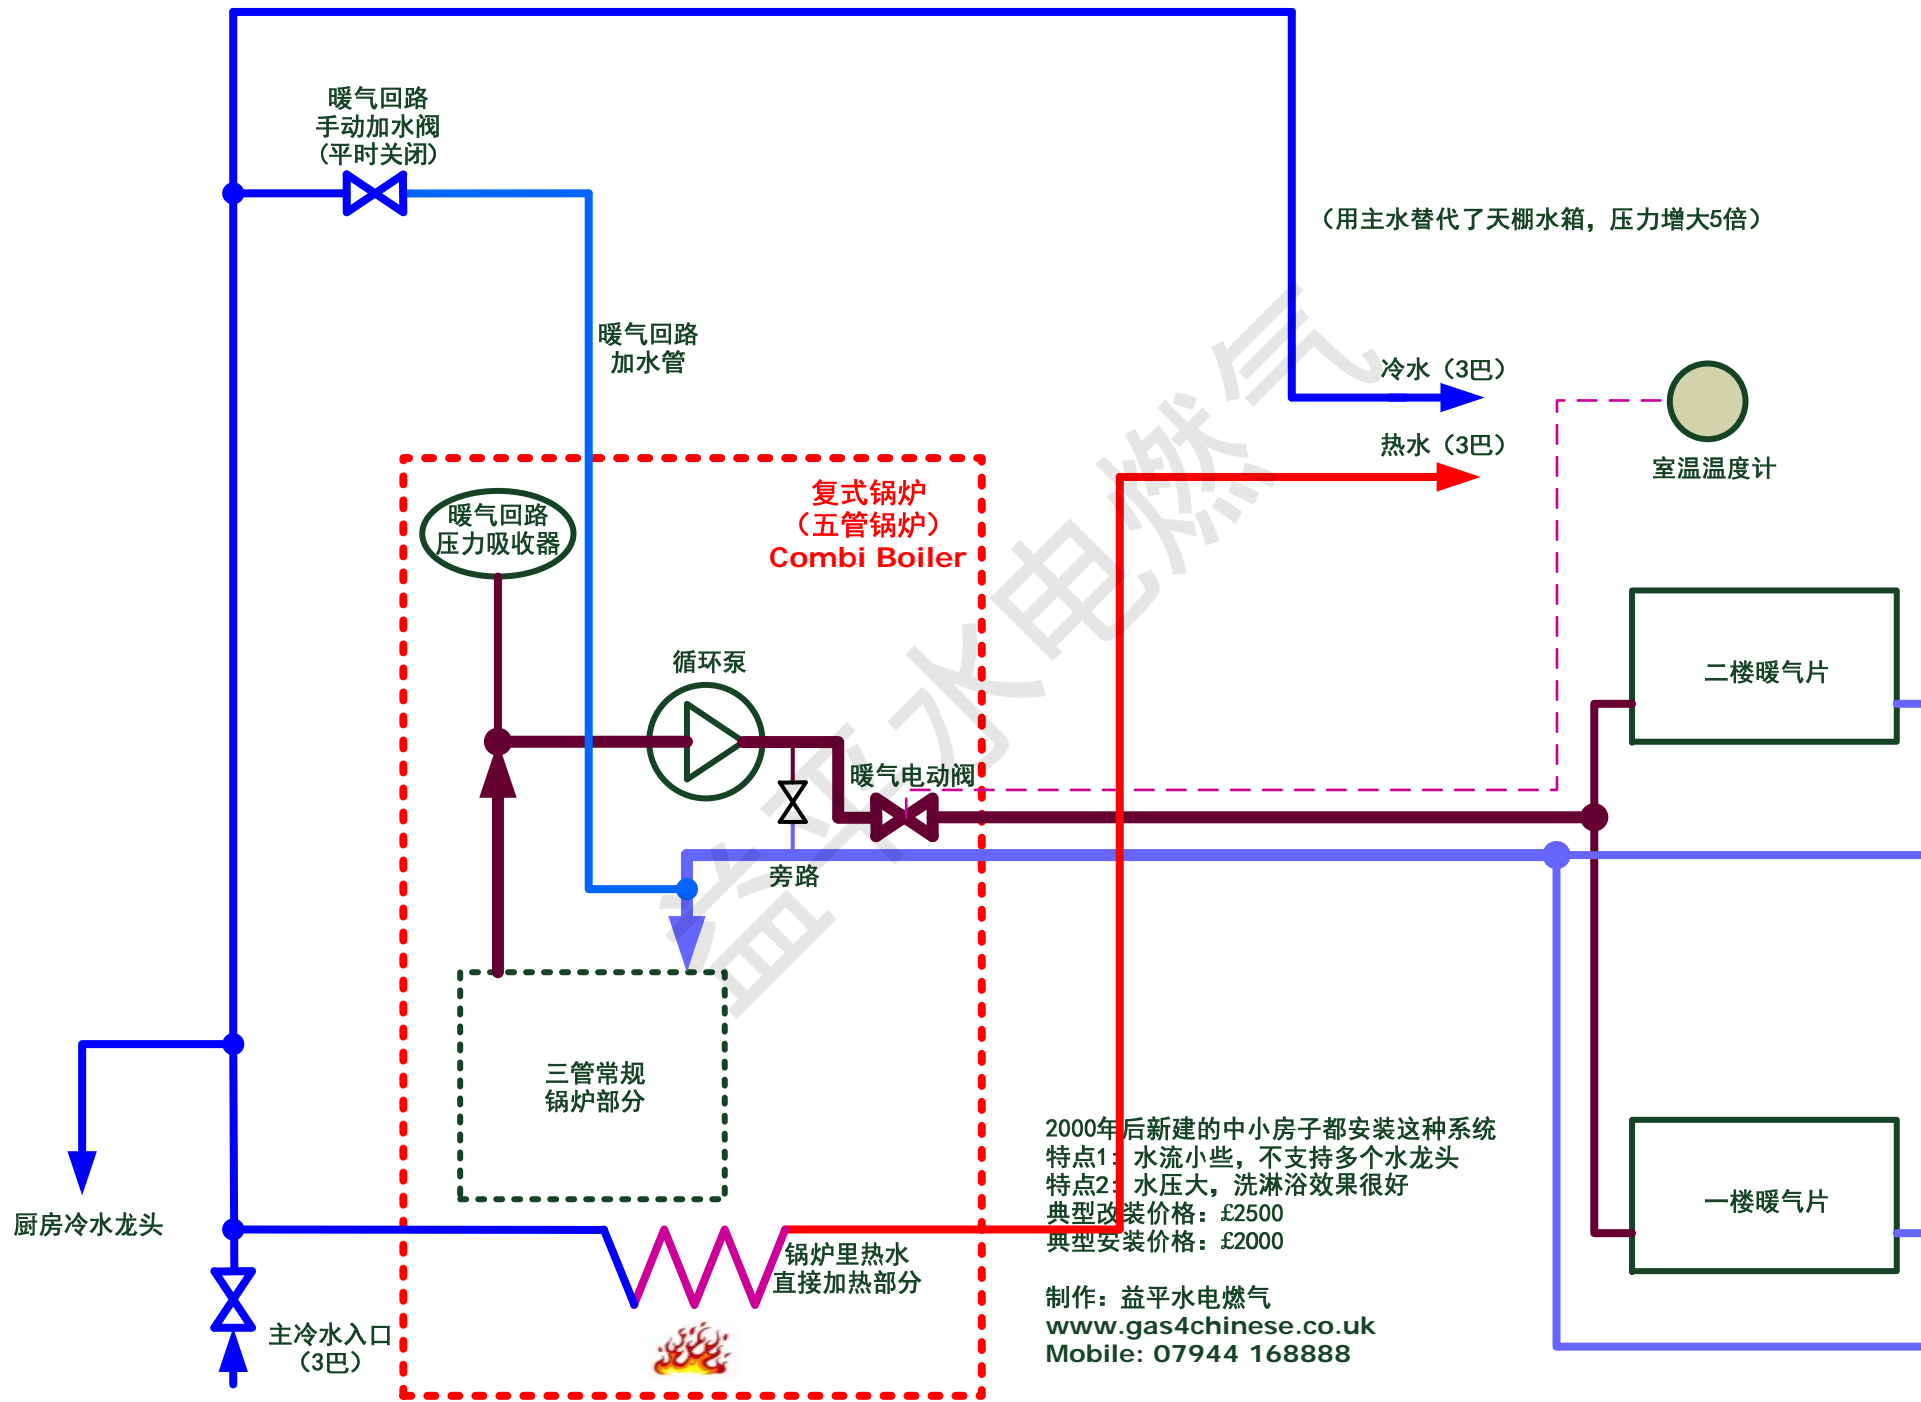 暖气回路
手动加水阀
(平时关闭)
（用主水替代了天棚水箱，压力增大5倍）
暖气回路
加水管
冷水（3巴）
热水（3巴）
室温温度计
复式锅炉
（五管锅炉）
Combi Boiler
暖气回路
压力吸收器
循环泵
二楼暖气片
暖气电动阀
旁路
三管常规
锅炉部分
2000年后新建的中小房子都安装这种系统
特点1：水流小些，不支持多个水龙头
特点2：水压大，洗淋浴效果很好
典型改装价格：£2500
典型安装价格：£2000
一楼暖气片
厨房冷水龙头
锅炉里热水
直接加热部分
制作：益平水电燃气
www.gas4chinese.co.uk
Mobile: 07944 168888
主冷水入口
（3巴）
益平水电燃气